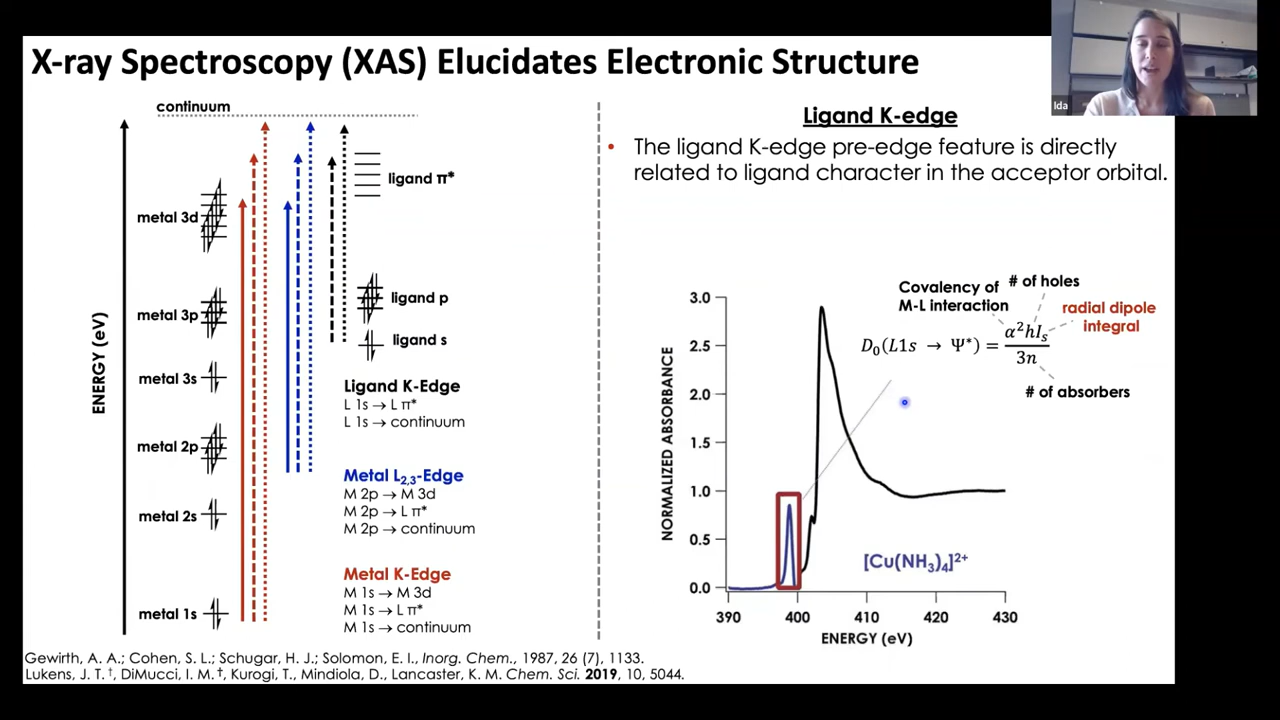 X-ray Spectroscopy (XAS) Elucidates Electronic Structure
Ida
continuum
ligand π*
metal 3d
ligand p
metal 3p
ligand s
metal 3s
metal 2p
metal 2s
metal 1s
ENERGY (eV)
Ligand K-Edge
L 1s → L π*
L 1s → continuum
Metal L2,3-Edge
M 2p → M 3d
M 2p → L π*
M 2p → continuum
Metal K-Edge
M 1s → M 3d
M 1s → L π*
M 1s → continuum
Ligand K-edge
• The ligand K-edge pre-edge feature is directly
related to ligand character in the acceptor orbital.
Covalency of
M-L interaction
# of holes
radial dipole
integral
D₀(L1s → Ψ*) = α²hIₛ
3n
# of absorbers
NORMALIZED ABSORBANCE
3.0
2.5
2.0
1.5
1.0
0.5
0.0
[Cu(NH₃)₄]²⁺
390 400 410 420 430
ENERGY (eV)
Gewirth, A. A.; Cohen, S. L.; Schugar, H. J.; Solomon, E. I., Inorg. Chem., 1987, 26 (7), 1133.
Lukens, J. T.†, DiMucci, I. M.†, Kurogi, T., Mindiola, D., Lancaster, K. M. Chem. Sci. 2019, 10, 5044.